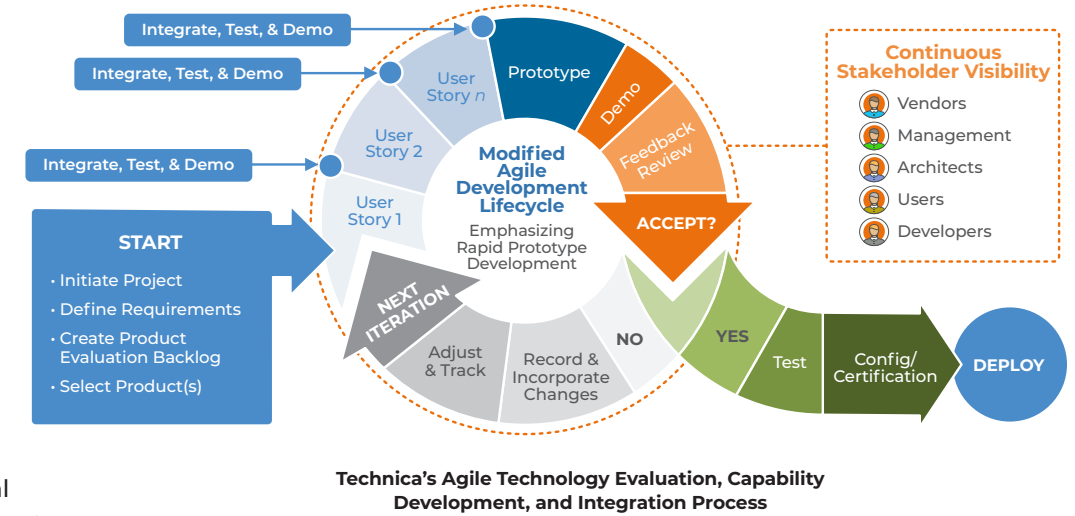 Integrate, Test, & Demo
Integrate, Test, & Demo
Integrate, Test, & Demo
START
· Initiate Project
· Define Requirements
· Create Product
Evaluation Backlog
· Select Product(s)
User
Story 1
User
Story 2
User
Story n
Prototype
Demo
Feedback
Review
ACCEPT?
Modified
Agile
Development
Lifecycle
Emphasizing
Rapid Prototype
Development
NO
Record &
Incorporate
Changes
Adjust
& Track
NEXT
ITERATION
YES
Test
Config/
Certification
DEPLOY
Continuous
Stakeholder Visibility
Vendors
Management
Architects
Users
Developers
Technica's Agile Technology Evaluation, Capability
Development, and Integration Process